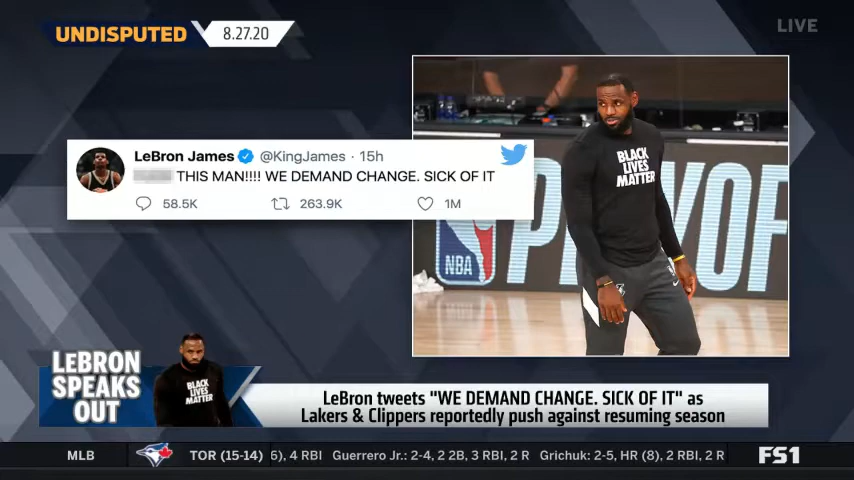 UNDISPUTED
8.27.20
LIVE
LeBron James @KingJames · 15h
THIS MAN!!!! WE DEMAND CHANGE. SICK OF IT
58.5K 263.9K 1M
BLACK
LIVES
MATTER
NBA
PLAYOF
LEBRON
SPEAKS
OUT
BLACK
LIVES
MATTER
LeBron tweets "WE DEMAND CHANGE. SICK OF IT" as
Lakers & Clippers reportedly push against resuming season
MLB TOR (15-14) 6), 4 RBI Guerrero Jr.: 2-4, 2 2B, 3 RBI, 2 R Grichuk: 2-5, HR (8), 2 RBI, 2 R FS1